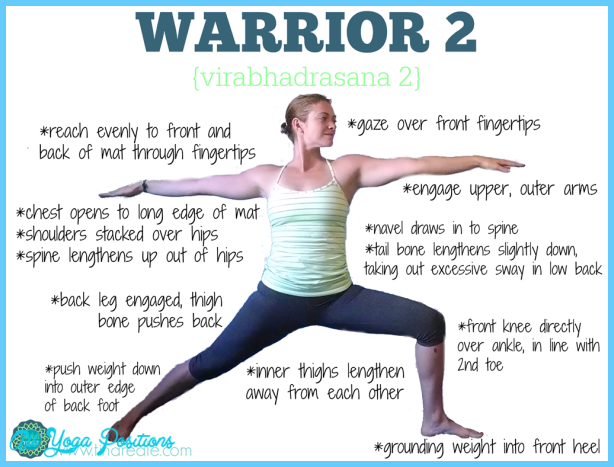 WARRIOR 2
{virabhadrasana 2}
*reach evenly to front and
back of mat through fingertips
*gaze over front fingertips
*engage upper, outer arms
*chest opens to long edge of mat
*shoulders stacked over hips
*spine lengthens up out of hips
*navel draws in to spine
*tail bone lengthens slightly down,
taking out excessive sway in low back
*back leg engaged, thigh
bone pushes back
*front knee directly
over ankle, in line with
2nd toe
*push weight down
into outer edge
of back foot
*inner thighs lengthen
away from each other
*grounding weight into front heel
Yoga Positions